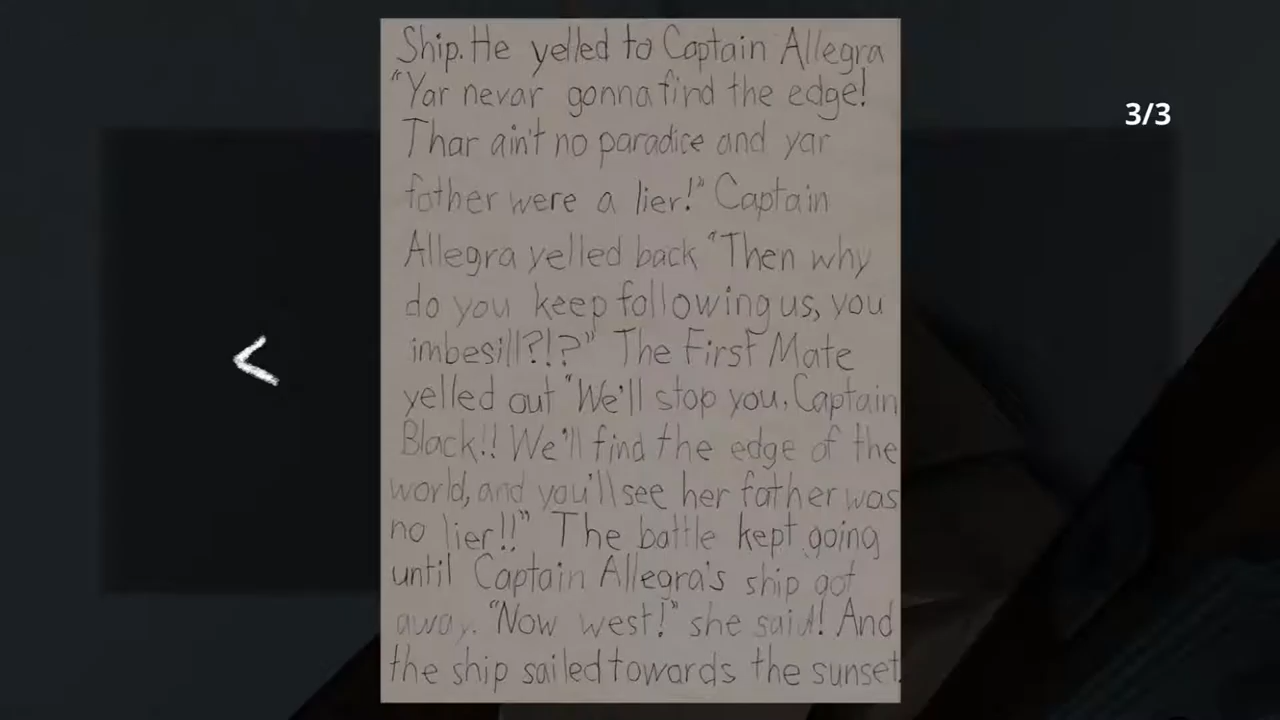 Ship. He yelled to Captain Allegra
"Yar nevar gonna find the edge!
3/3
Thar ain't no paradice and yar
father were a lier!" Captain
Allegra yelled back "Then why
do you keep following us, you
<
imbesill?!?" The First Mate
yelled out "We'll stop you, Captain
Black!! We'll find the edge of the
world, and you'll see her father was
no lier!!" The battle kept going
until Captain Allegra's ship got
away. "Now west!" she said! And
the ship sailed towards the sunset.